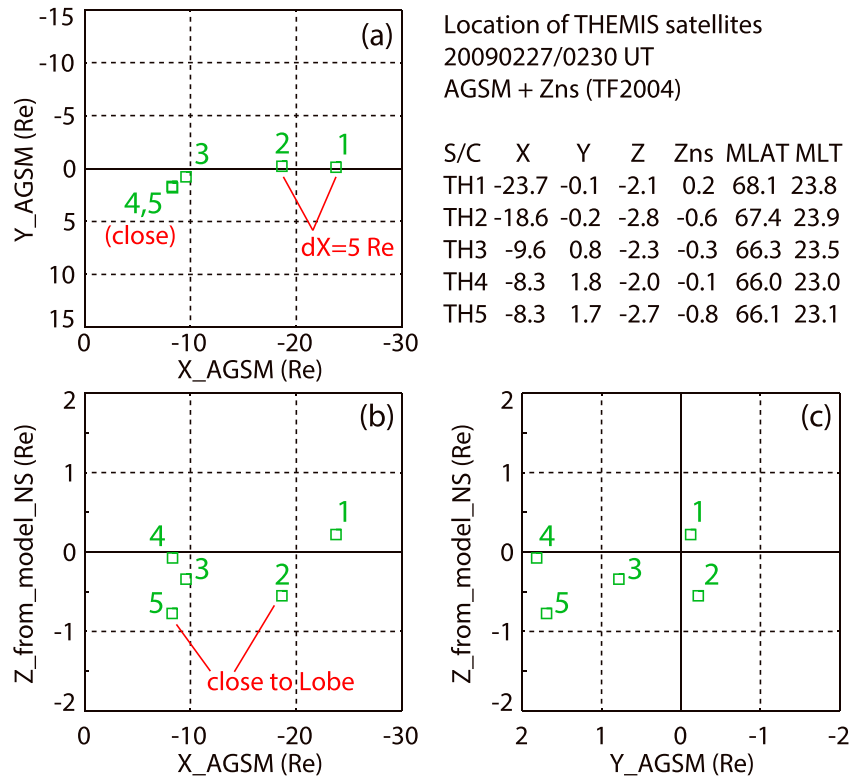 (a)
-15
-10
-5
0
5
10
15
Y_AGSM (Re)
3
2
1
4,5
(close)
dX=5 Re
0
-10
-20
-30
X_AGSM (Re)
Location of THEMIS satellites
20090227/0230 UT
AGSM + Zns (TF2004)
S/C X Y Z Zns MLAT MLT
TH1 -23.7 -0.1 -2.1 0.2 68.1 23.8
TH2 -18.6 -0.2 -2.8 -0.6 67.4 23.9
TH3 -9.6 0.8 -2.3 -0.3 66.3 23.5
TH4 -8.3 1.8 -2.0 -0.1 66.0 23.0
TH5 -8.3 1.7 -2.7 -0.8 66.1 23.1
(b)
2
1
0
-1
-2
Z_from_model_NS (Re)
1
4
3
2
5
close to Lobe
0
-10
-20
-30
X_AGSM (Re)
(c)
2
1
0
-1
-2
Z_from_model_NS (Re)
1
4
3
2
5
2
1
0
-1
-2
Y_AGSM (Re)